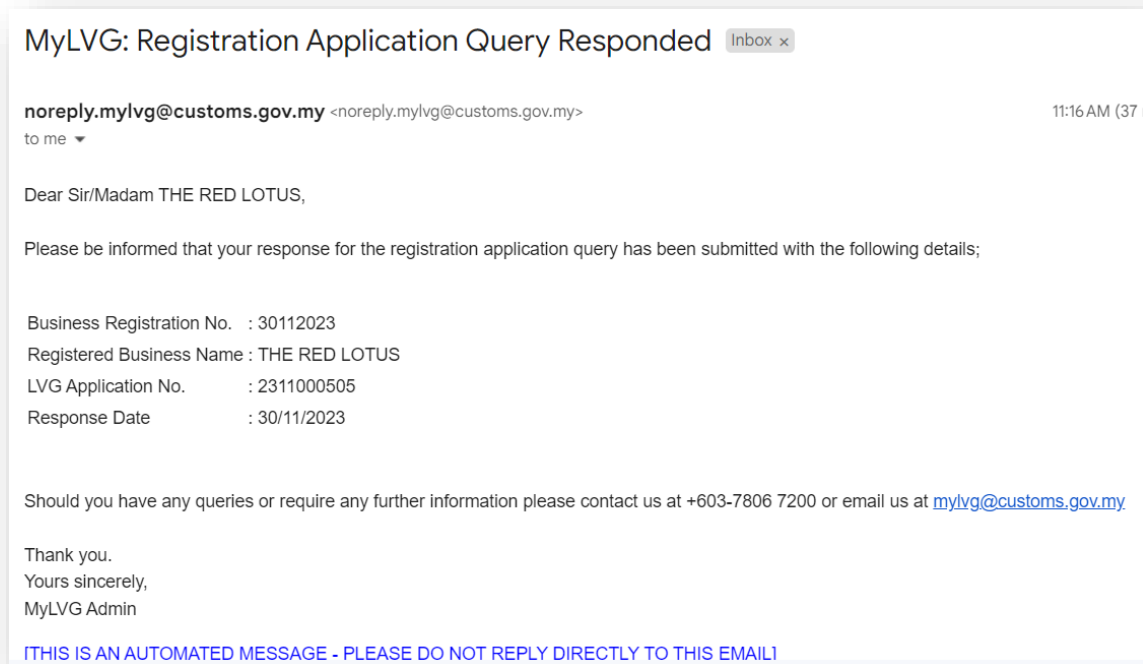 MyLVG: Registration Application Query Responded Inbox x
noreply.mylvg@customs.gov.my <noreply.mylvg@customs.gov.my> 11:16 AM (37
to me
Dear Sir/Madam THE RED LOTUS,
Please be informed that your response for the registration application query has been submitted with the following details;
Business Registration No. : 30112023
Registered Business Name : THE RED LOTUS
LVG Application No. : 2311000505
Response Date : 30/11/2023
Should you have any queries or require any further information please contact us at +603-7806 7200 or email us at mylvg@customs.gov.my
Thank you.
Yours sincerely,
MyLVG Admin
[THIS IS AN AUTOMATED MESSAGE - PLEASE DO NOT REPLY DIRECTLY TO THIS EMAIL]